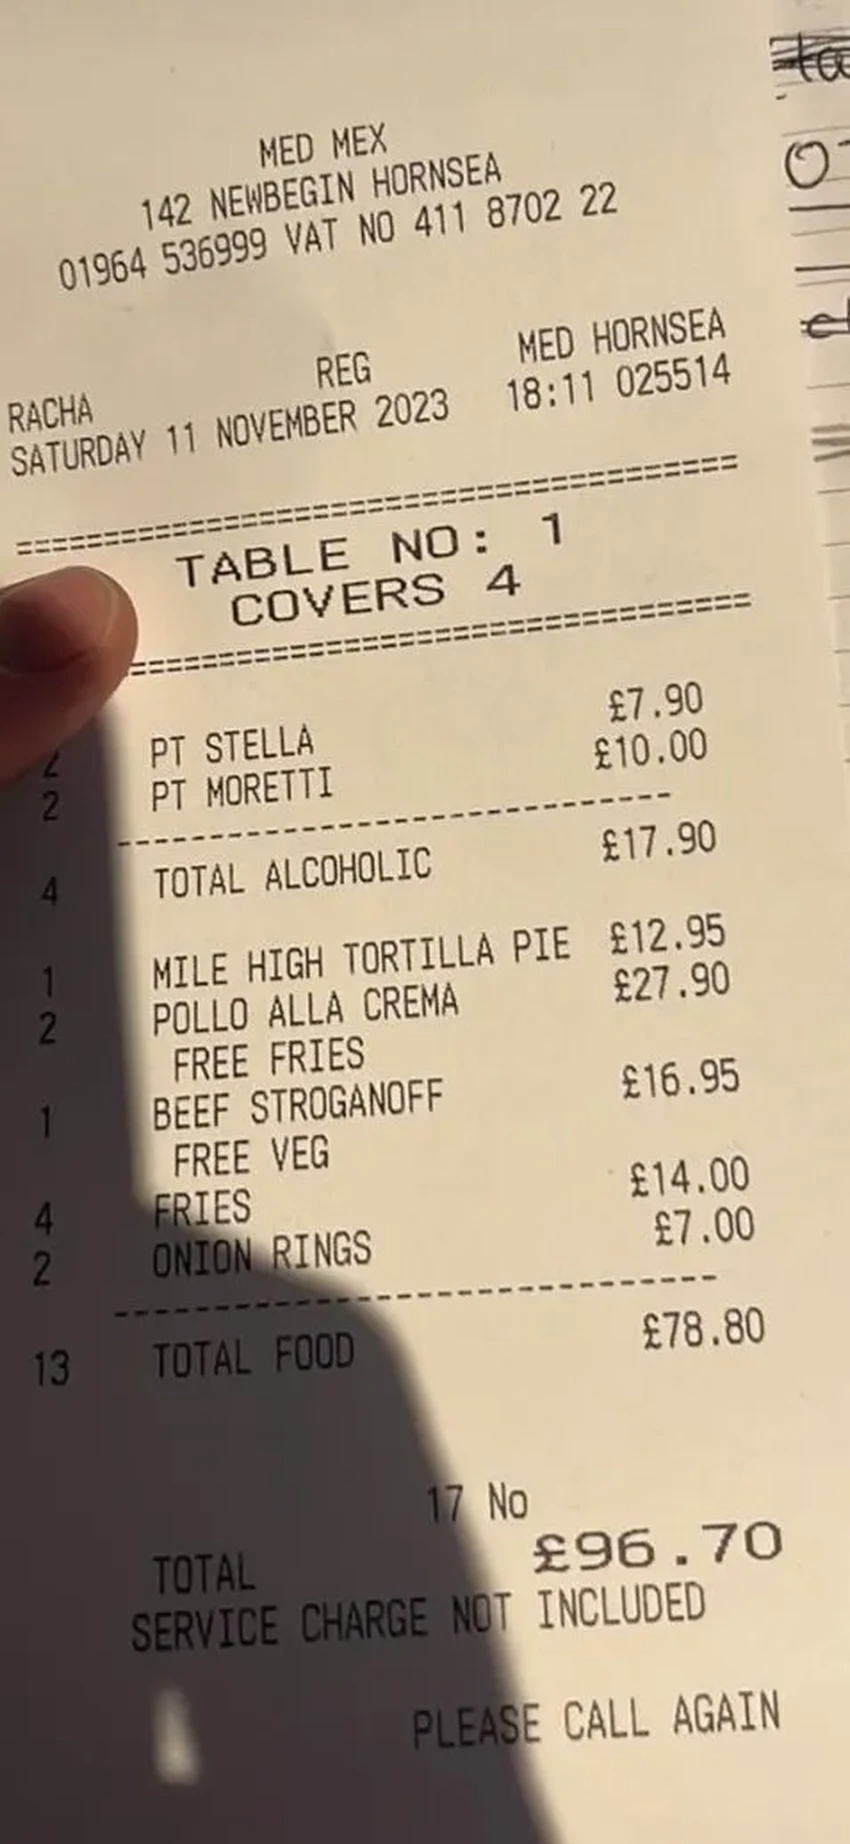 MED MEX
142 NEWBEGIN HORNSEA
01964 536999 VAT NO 411 8702 22
REG MED HORNSEA
RACHA
SATURDAY 11 NOVEMBER 2023 18:11 025514
================================
TABLE NO: 1
COVERS 4
================================
2 PT STELLA £7.90
2 PT MORETTI £10.00
--------------------------------
4 TOTAL ALCOHOLIC £17.90
1 MILE HIGH TORTILLA PIE £12.95
2 POLLO ALLA CREMA £27.90
FREE FRIES
1 BEEF STROGANOFF £16.95
FREE VEG
4 FRIES £14.00
2 ONION RINGS £7.00
--------------------------------
13 TOTAL FOOD £78.80
17 No
TOTAL £96.70
SERVICE CHARGE NOT INCLUDED
PLEASE CALL AGAIN